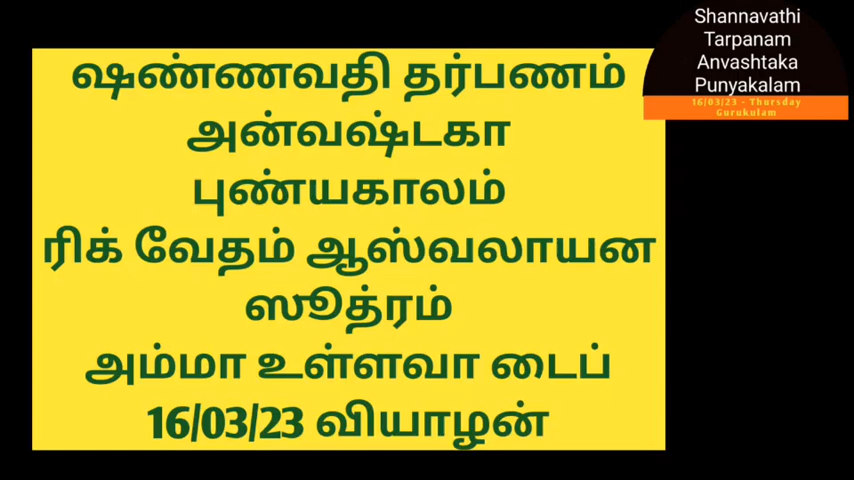 ஷண்ணவதி தர்பணம்
அன்வஷ்டகா
புண்யகாலம்
ரிக் வேதம் ஆஸ்வலாயன
ஸூத்ரம்
அம்மா உள்ளவா டைப்
16/03/23 வியாழன்
Shannavathi
Tarpanam
Anvashtaka
Punyakalam
16/03/23 - Thursday
Gurukulam